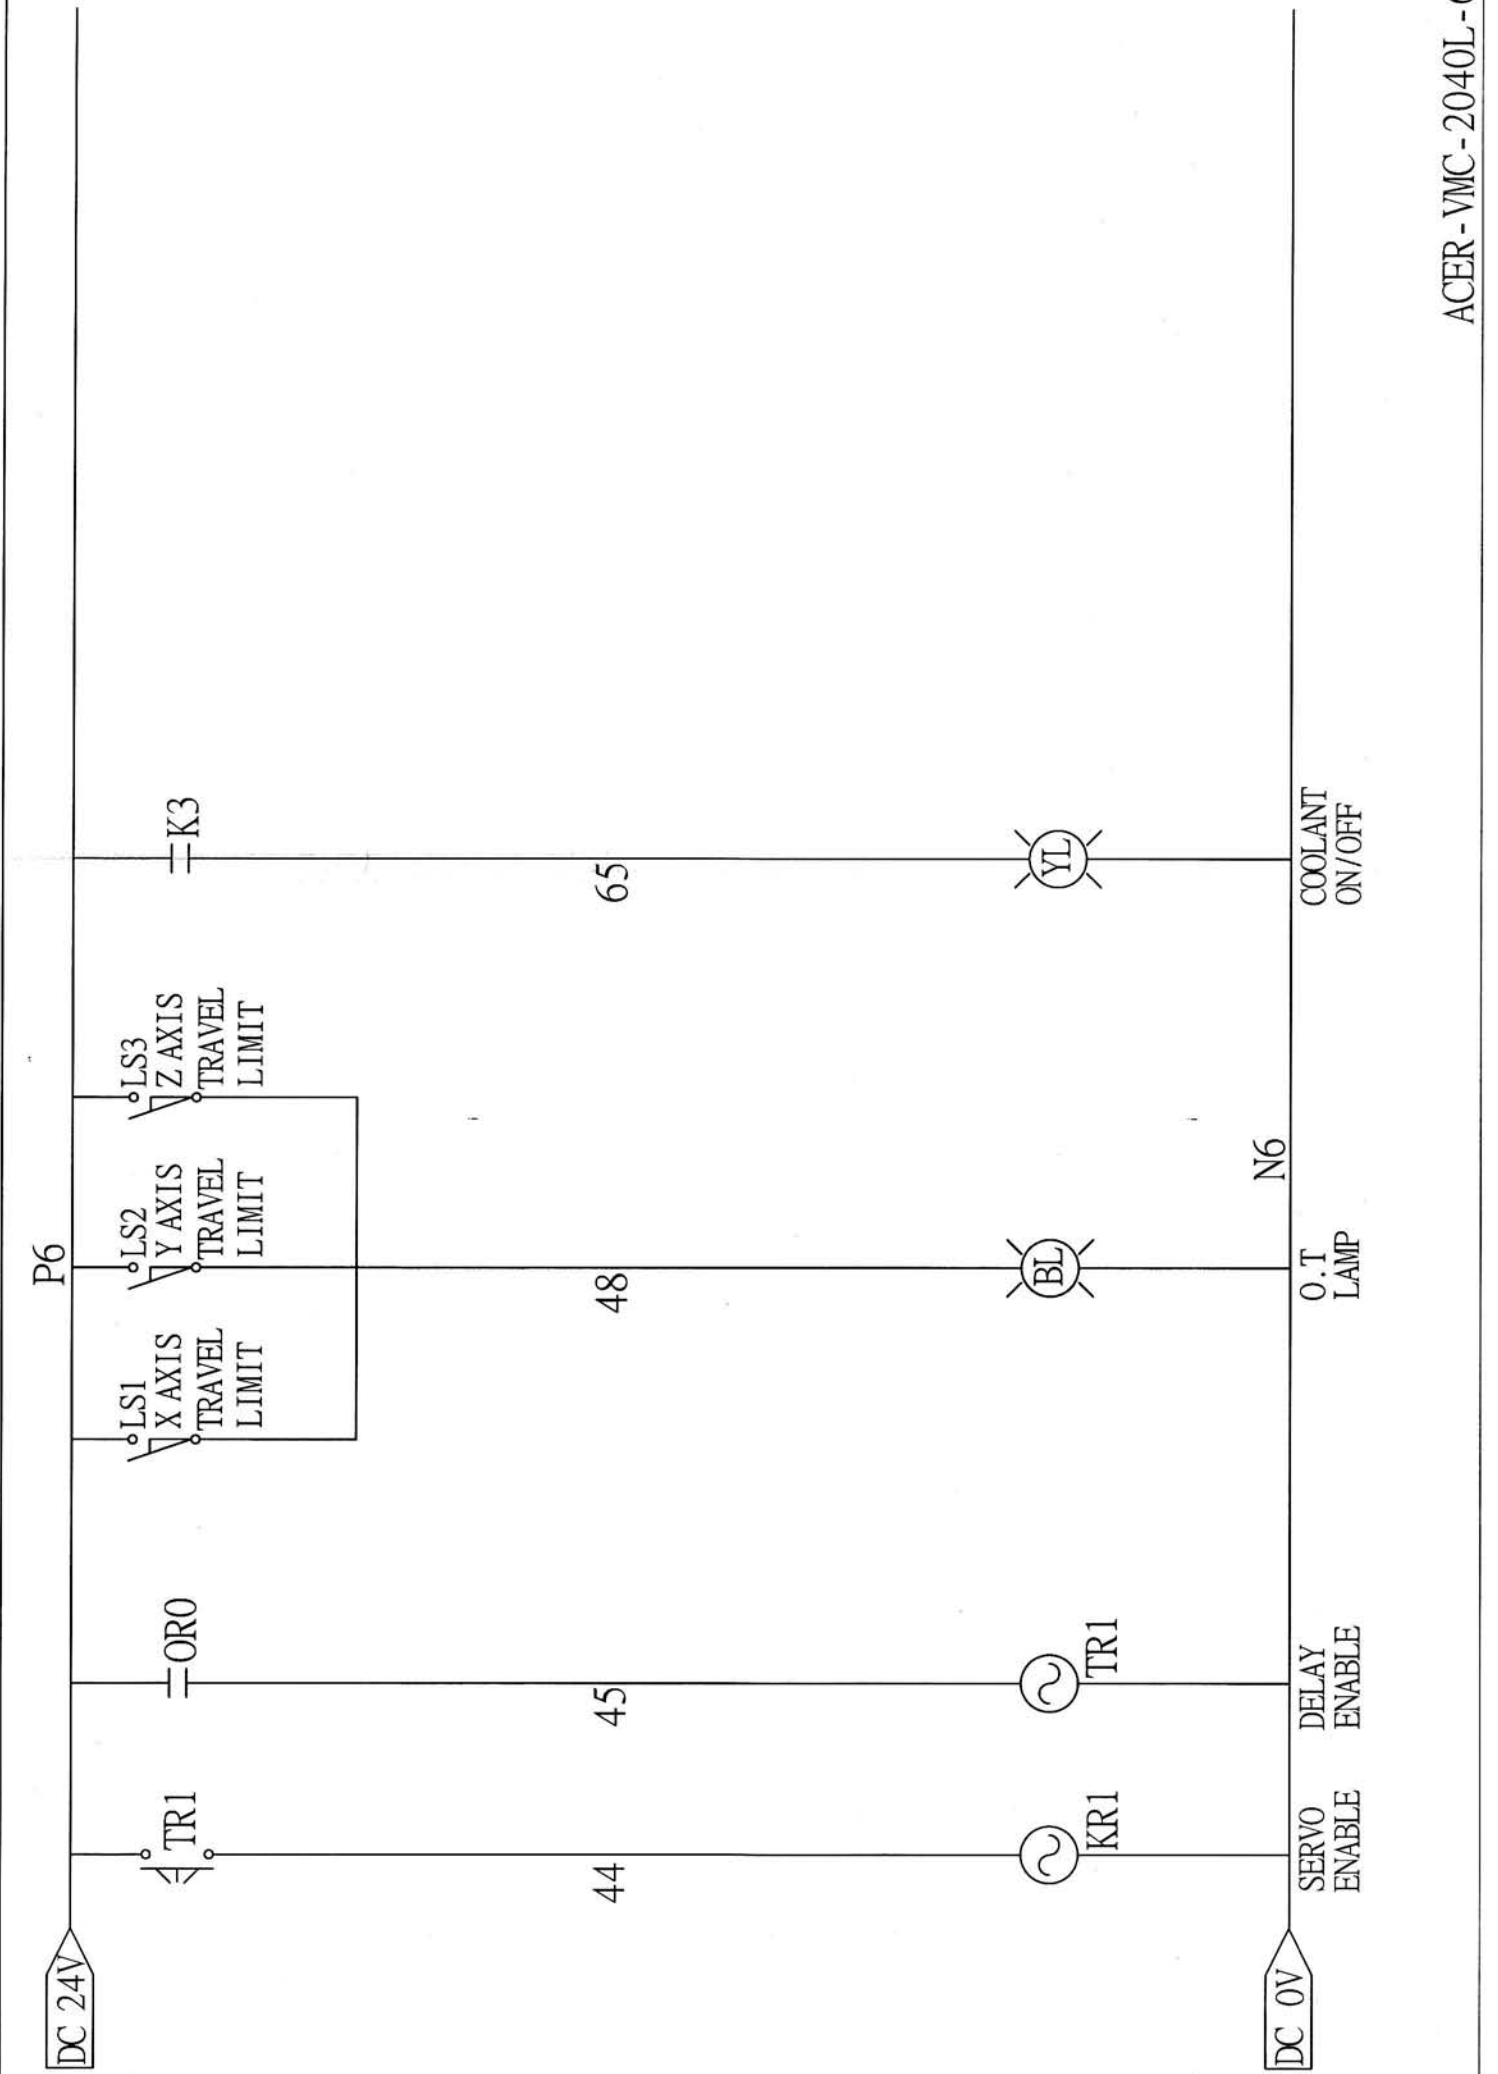 DC 24V
P6
TR1
ORO
LS1
X AXIS
TRAVEL
LIMIT
LS2
Y AXIS
TRAVEL
LIMIT
LS3
Z AXIS
TRAVEL
LIMIT
K3
44
45
48
65
KR1
TR1
BL
YL
N6
DC 0V
SERVO
ENABLE
DELAY
ENABLE
O.T
LAMP
COOLANT
ON/OFF
ACER-VMC-2040L-